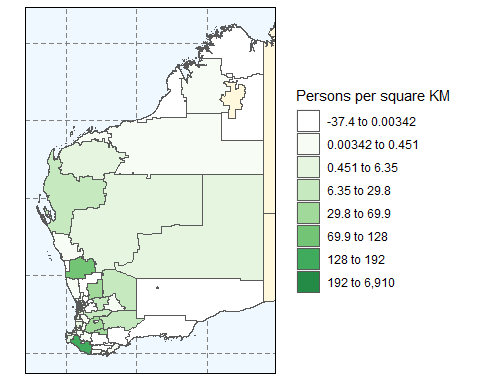 Persons per square KM
-37.4 to 0.00342
0.00342 to 0.451
0.451 to 6.35
6.35 to 29.8
29.8 to 69.9
69.9 to 128
128 to 192
192 to 6,910